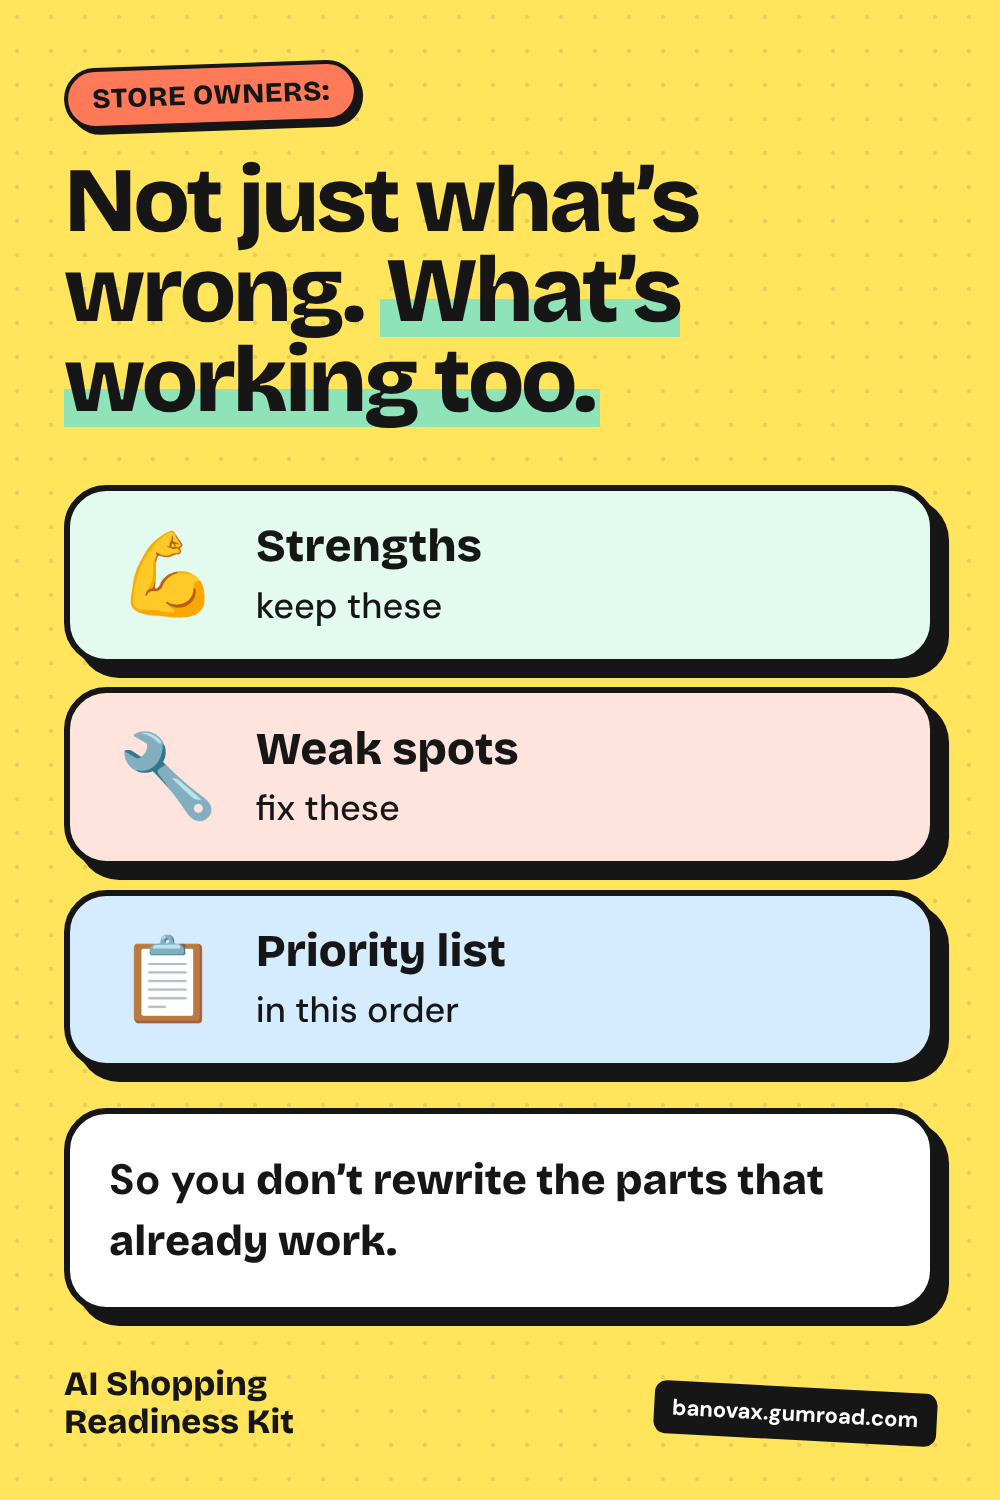 STORE OWNERS:
Not just what’s
wrong. What’s
working too.
Strengths
keep these
Weak spots
fix these
Priority list
in this order
So you don’t rewrite the parts that
already work.
AI Shopping
Readiness Kit
banovax.gumroad.com